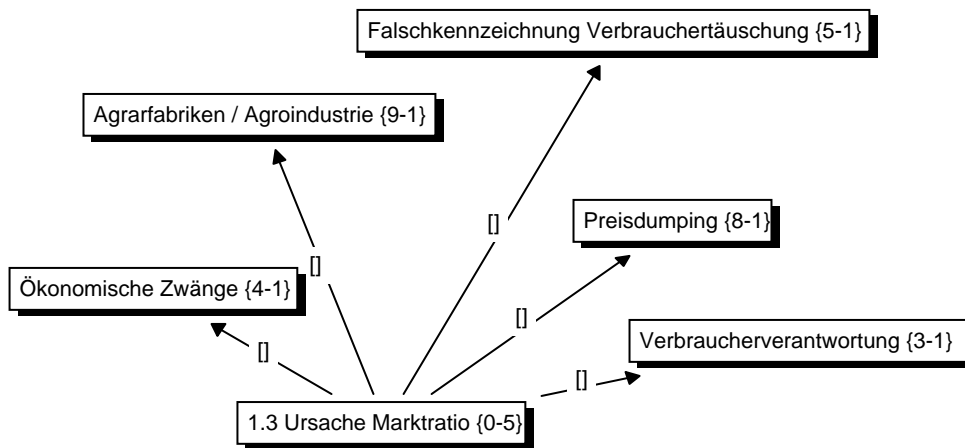 Falschkennzeichnung Verbrauchertäuschung {5-1}
Agrarfabriken / Agroindustrie {9-1}
[]
Preisdumping {8-1}
[]
Ökonomische Zwänge {4-1}
[]
Verbraucherverantwortung {3-1}
[]
[]
1.3 Ursache Marktratio {0-5}